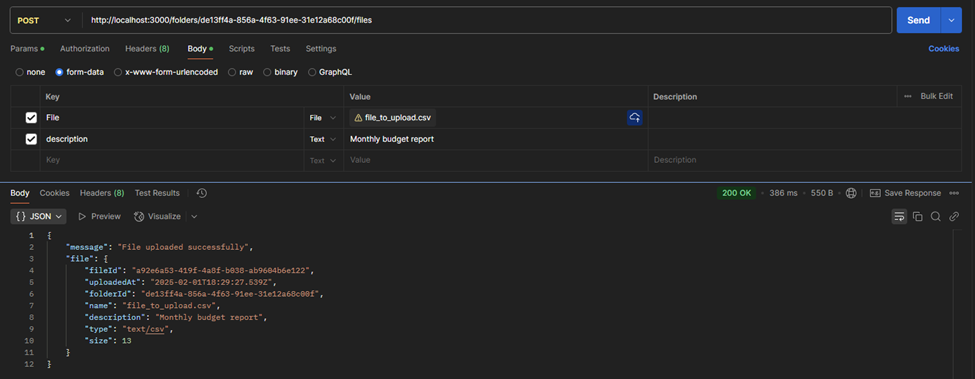 POST http://localhost:3000/folders/de13ff4a-856a-4f63-91ee-31e12a68c00f/files Send
Params Authorization Headers (8) Body Scripts Tests Settings Cookies
none form-data x-www-form-urlencoded raw binary GraphQL
Key Value Description ••• Bulk Edit
File File file_to_upload.csv
description Text Monthly budget report
Key Text Value Description
Body Cookies Headers (8) Test Results 200 OK • 386 ms • 550 B Save Response •••
{} JSON Preview Visualize
1 {
2 "message": "File uploaded successfully",
3 "file": {
4 "fileId": "a92e6a53-419f-4a8f-b038-ab9604b6e122",
5 "uploadedAt": "2025-02-01T18:29:27.539Z",
6 "folderId": "de13ff4a-856a-4f63-91ee-31e12a68c00f",
7 "name": "file_to_upload.csv",
8 "description": "Monthly budget report",
9 "type": "text/csv",
10 "size": 13
11 }
12 }